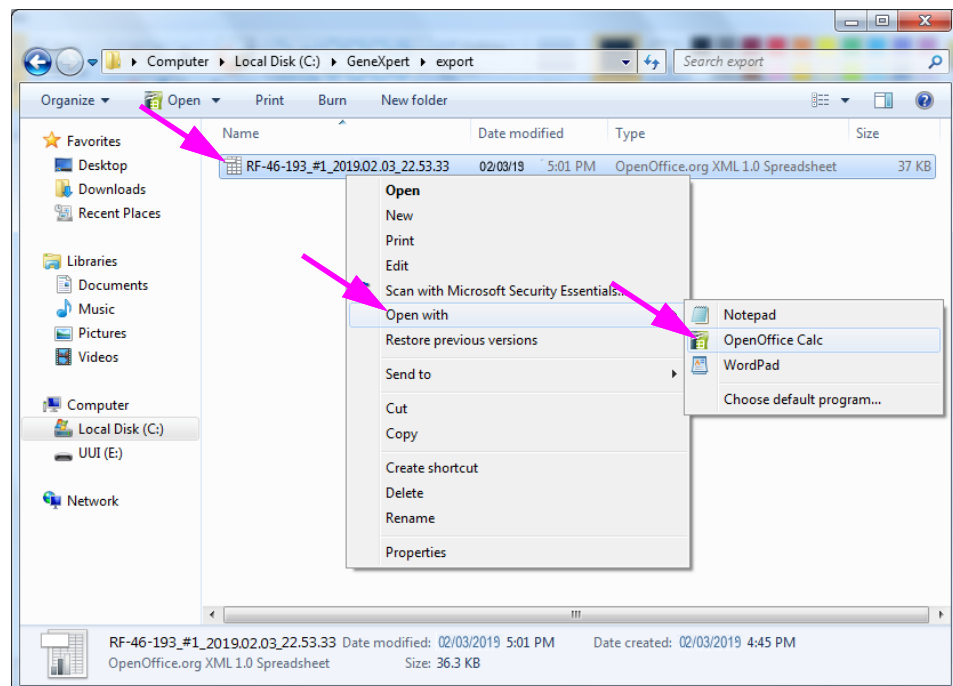 Computer Local Disk (C:) GeneXpert export
Search export
Organize Open Print Burn New folder
Favorites
Desktop
Downloads
Recent Places
Libraries
Documents
Music
Pictures
Videos
Computer
Local Disk (C:)
UUI (E:)
Network
Name Date modified Type Size
RF-46-193_#1_2019.02.03_22.53.33 02/03/19 5:01 PM OpenOffice.org XML 1.0 Spreadsheet 37 KB
Open
New
Print
Edit
Scan with Microsoft Security Essentials...
Open with
Restore previous versions
Send to
Cut
Copy
Create shortcut
Delete
Rename
Properties
Notepad
OpenOffice Calc
WordPad
Choose default program...
RF-46-193_#1_2019.02.03_22.53.33 Date modified: 02/03/2019 5:01 PM Date created: 02/03/2019 4:45 PM
OpenOffice.org XML 1.0 Spreadsheet Size: 36.3 KB